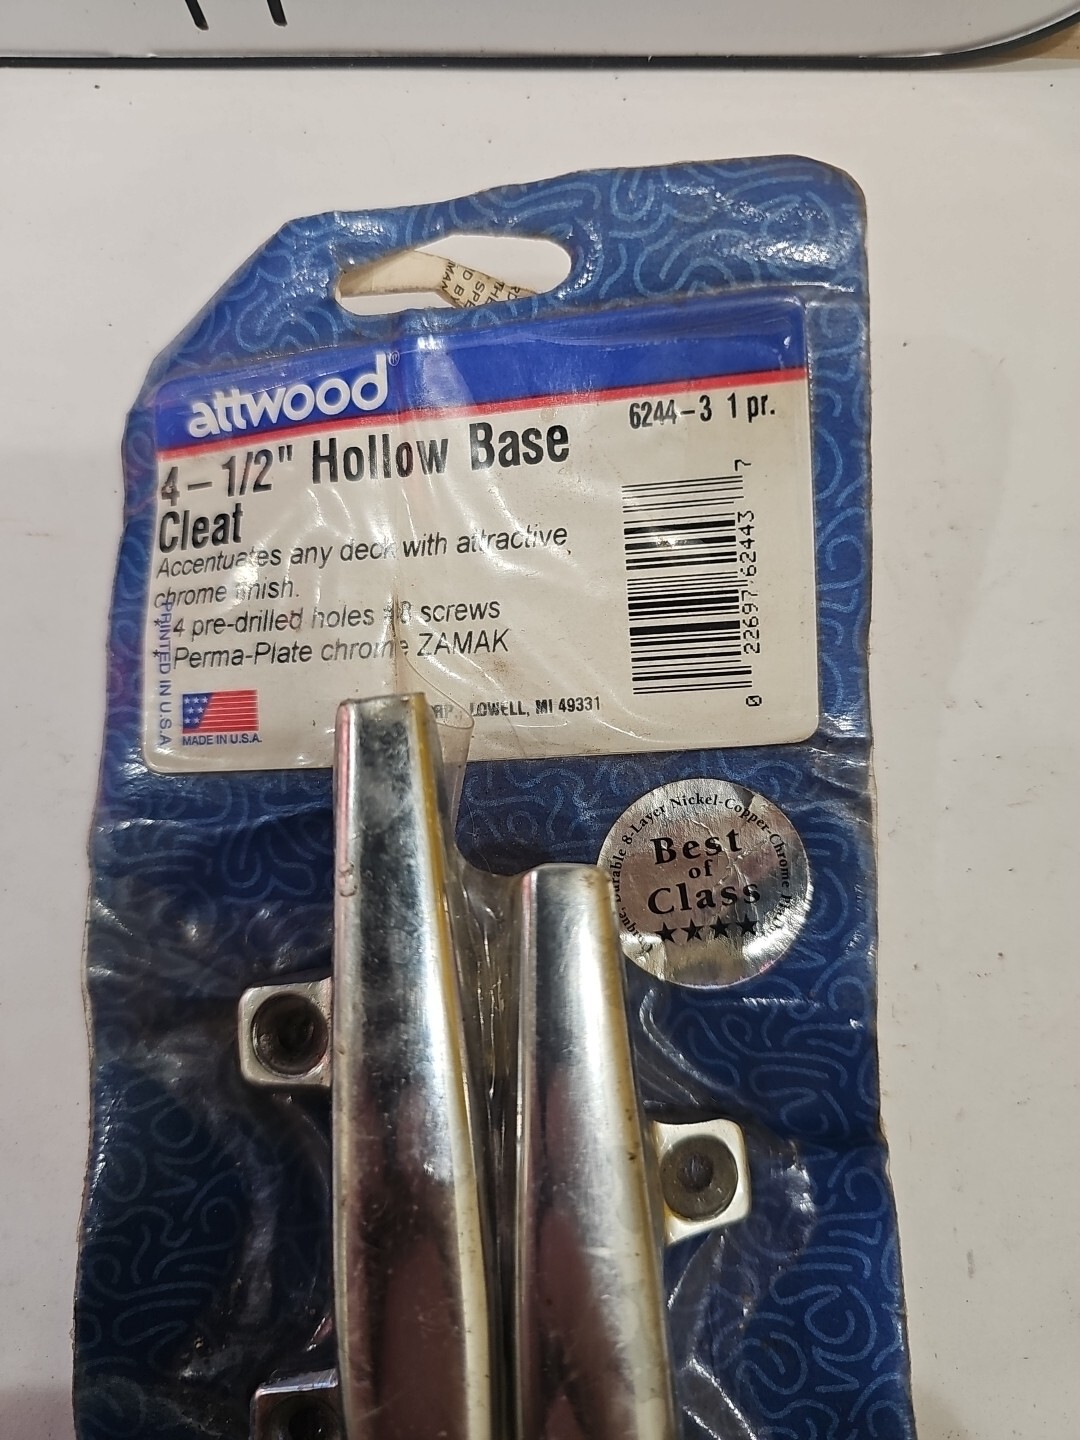 attwood®
6244-3 1 pr.
4-1/2" Hollow Base
Cleat
Accentuates any deck with attractive,
chrome finish.
* 4 pre-drilled holes #8 screws
* Perma-Plate chrome ZAMAK
PRINTED IN U.S.A
MADE IN U.S.A.
LOWELL, MI 49331
0 22697 62443 7
Durable 8-Layer Nickel-Copper-Chrome
Best
of
Class
★★★★